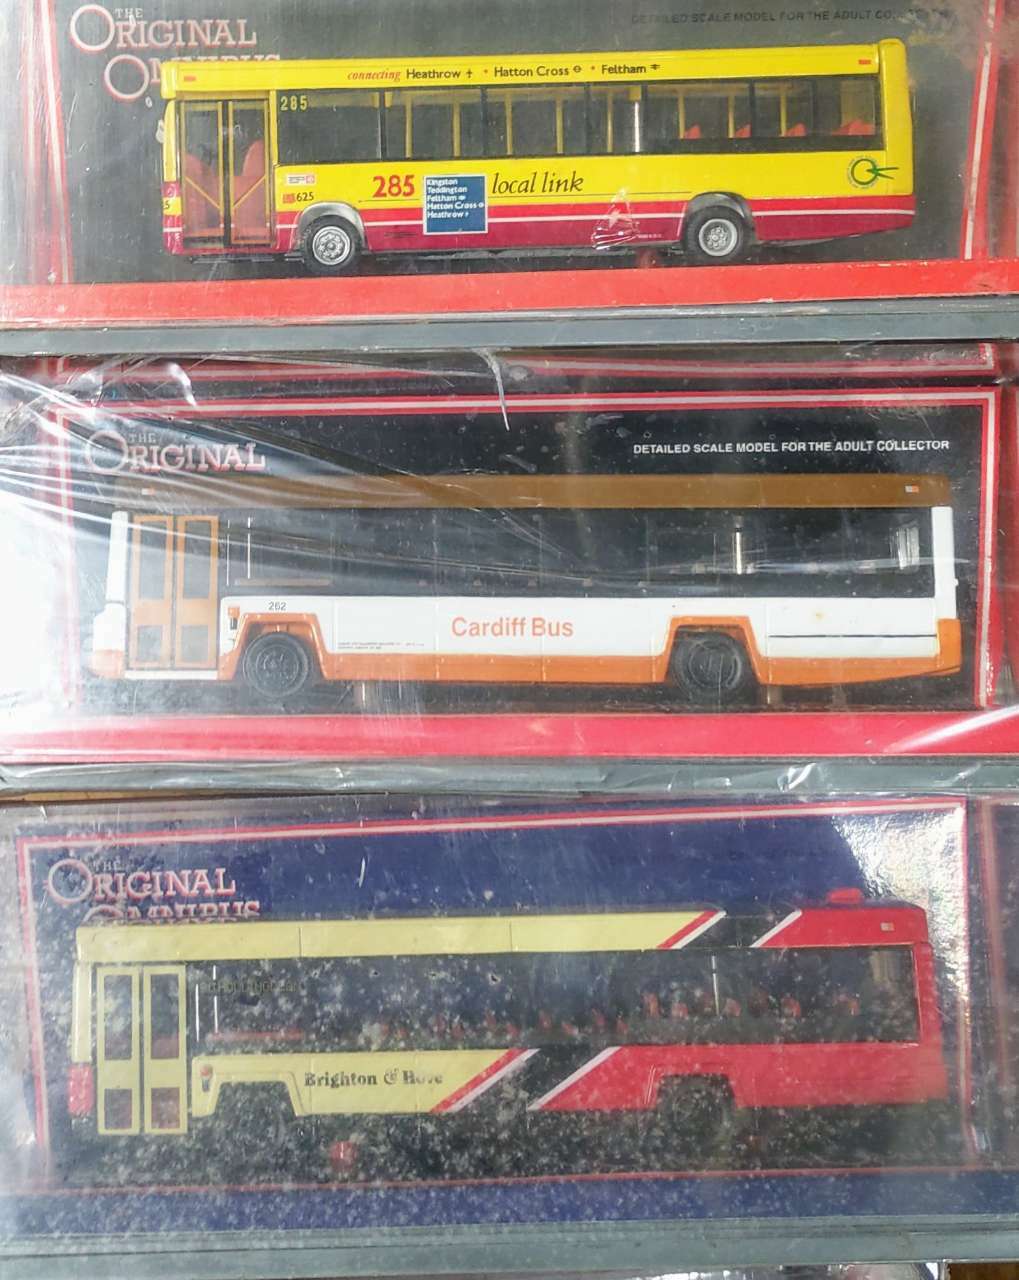 THE
ORIGINAL
OMNIBUS
DETAILED SCALE MODEL FOR THE ADULT
connecting Heathrow • Hatton Cross • Feltham
285
625
285
Kingston
Teddington
Feltham
Hatton Cross
Heathrow
local link
THE
ORIGINAL
DETAILED SCALE MODEL FOR THE ADULT COLLECTOR
262
Cardiff Bus
THE
ORIGINAL
OMNIBUS
Brighton & Hove